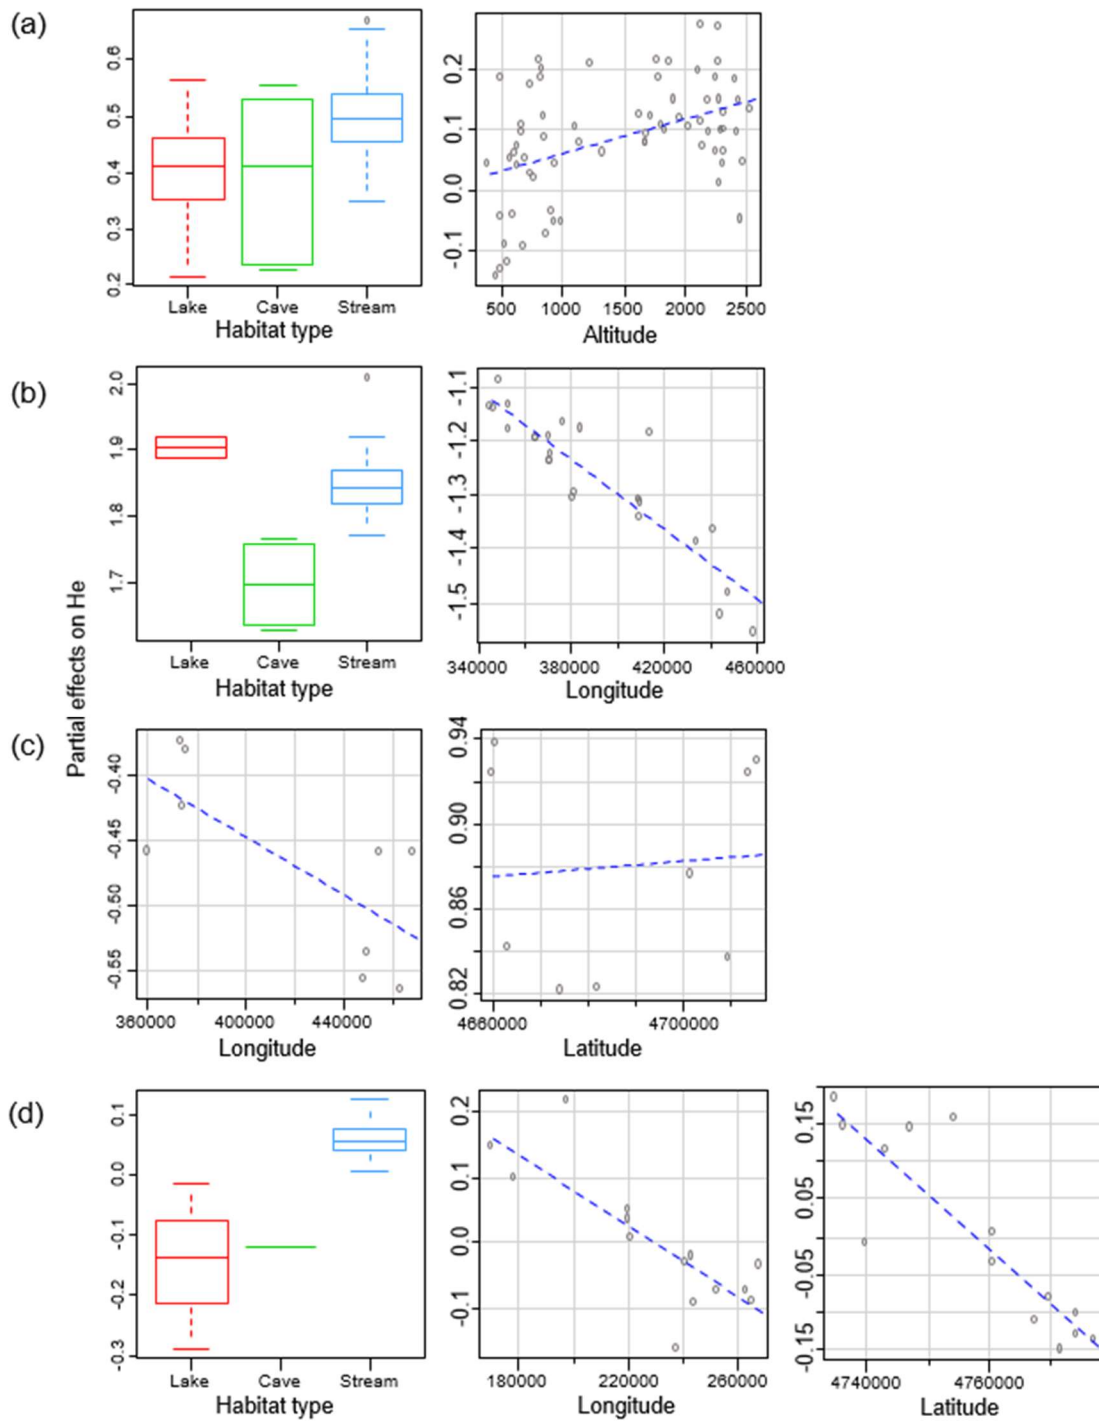 (a)
0.2 0.3 0.4 0.5 0.6
Lake Cave Stream
Habitat type
-0.1 0.0 0.1 0.2
500 1000 1500 2000 2500
Altitude
(b)
1.7 1.8 1.9 2.0
Lake Cave Stream
Habitat type
-1.5 -1.4 -1.3 -1.2 -1.1
340000 380000 420000 460000
Longitude
Partial effects on He
(c)
-0.55 -0.50 -0.45 -0.40
360000 400000 440000
Longitude
0.82 0.86 0.90 0.94
4660000 4700000
Latitude
(d)
-0.3 -0.2 -0.1 0.0 0.1
Lake Cave Stream
Habitat type
-0.1 0.0 0.1 0.2
180000 220000 260000
Longitude
-0.15 -0.05 0.05 0.15
4740000 4760000
Latitude